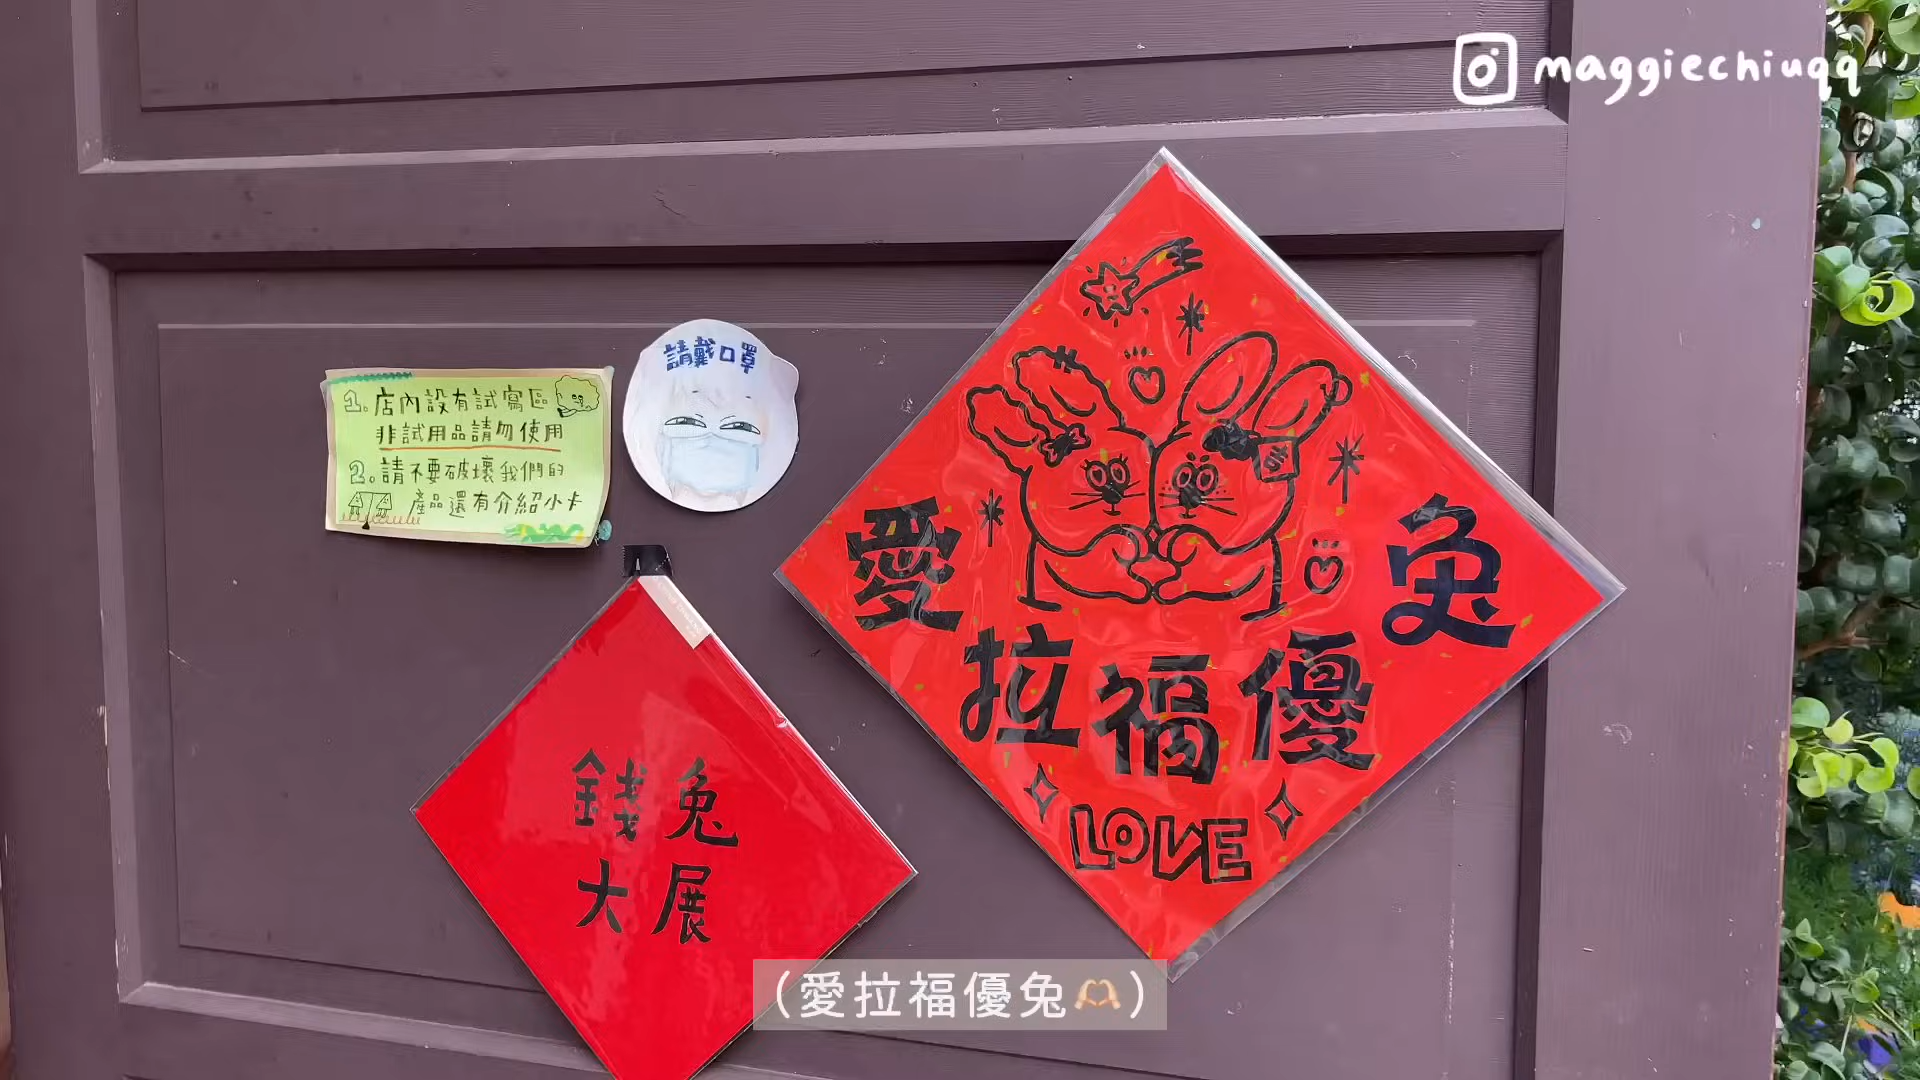 maggiechiuqq
請戴口罩
1.店內設有試寫區
非試用品請勿使用
2.請不要破壞我們的
產品還有介紹小卡
愛拉福優兔
LOVE
錢兔
大展
(愛拉福優兔🫶)